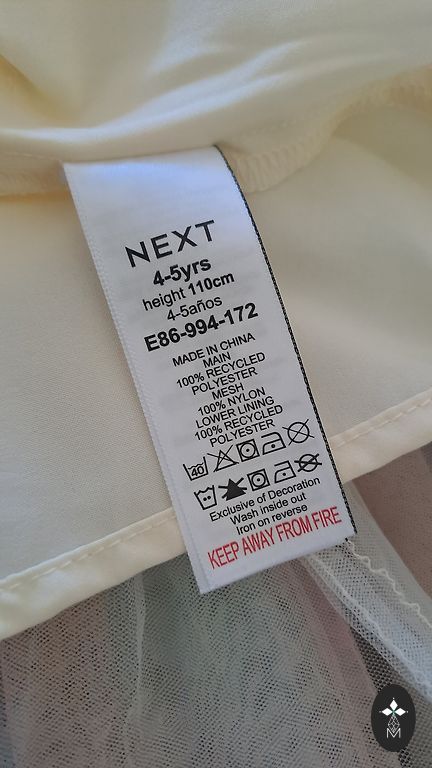 NEXT
4-5yrs
height 110cm
4-5años
E86-994-172
MADE IN CHINA
MAIN
100% RECYCLED
POLYESTER
MESH
100% NYLON
LOWER LINING
100% RECYCLED
POLYESTER
40
Exclusive of Decoration
Wash inside out
Iron on reverse
KEEP AWAY FROM FIRE